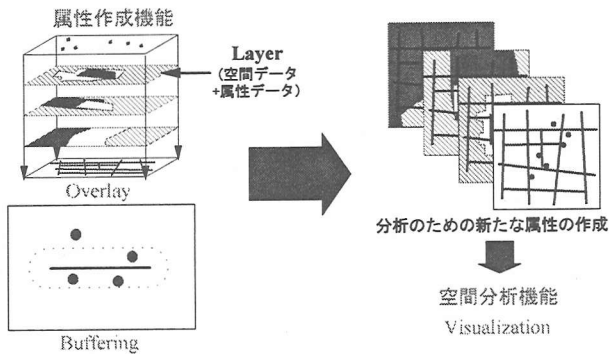 属性作成機能
Layer
(空間データ
+属性データ)
Overlay
Buffering
分析のための新たな属性の作成
空間分析機能
Visualization